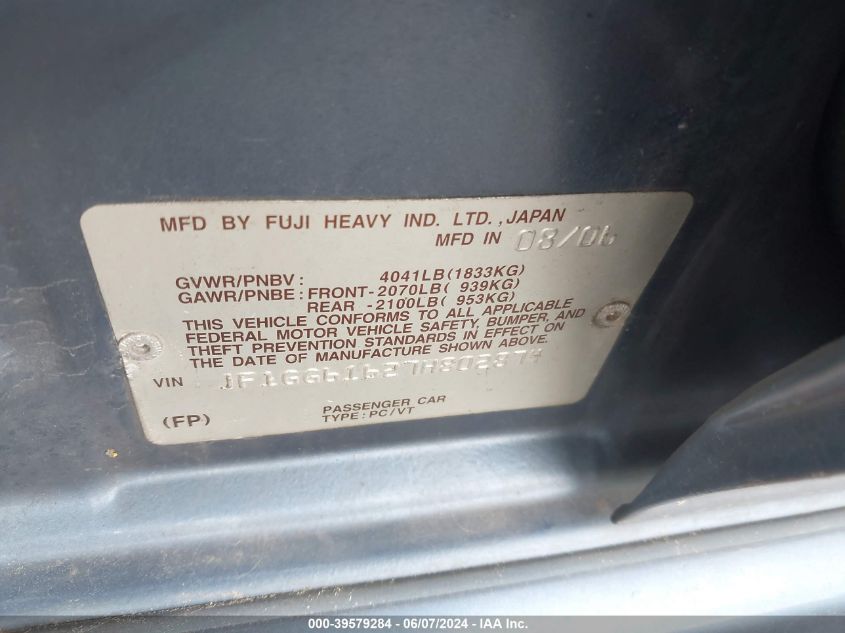 MFD BY FUJI HEAVY IND. LTD., JAPAN
MFD IN 08/06
GVWR/PNBV : 4041LB(1833KG)
GAWR/PNBE : FRONT-2070LB( 939KG)
REAR -2100LB( 953KG)
THIS VEHICLE CONFORMS TO ALL APPLICABLE
FEDERAL MOTOR VEHICLE SAFETY, BUMPER, AND
THEFT PREVENTION STANDARDS IN EFFECT ON
THE DATE OF MANUFACTURE SHOWN ABOVE.
VIN JF1GG61627H802874
PASSENGER CAR
(FP) TYPE : PC/VT
000-39579284 - 06/07/2024 - IAA Inc.